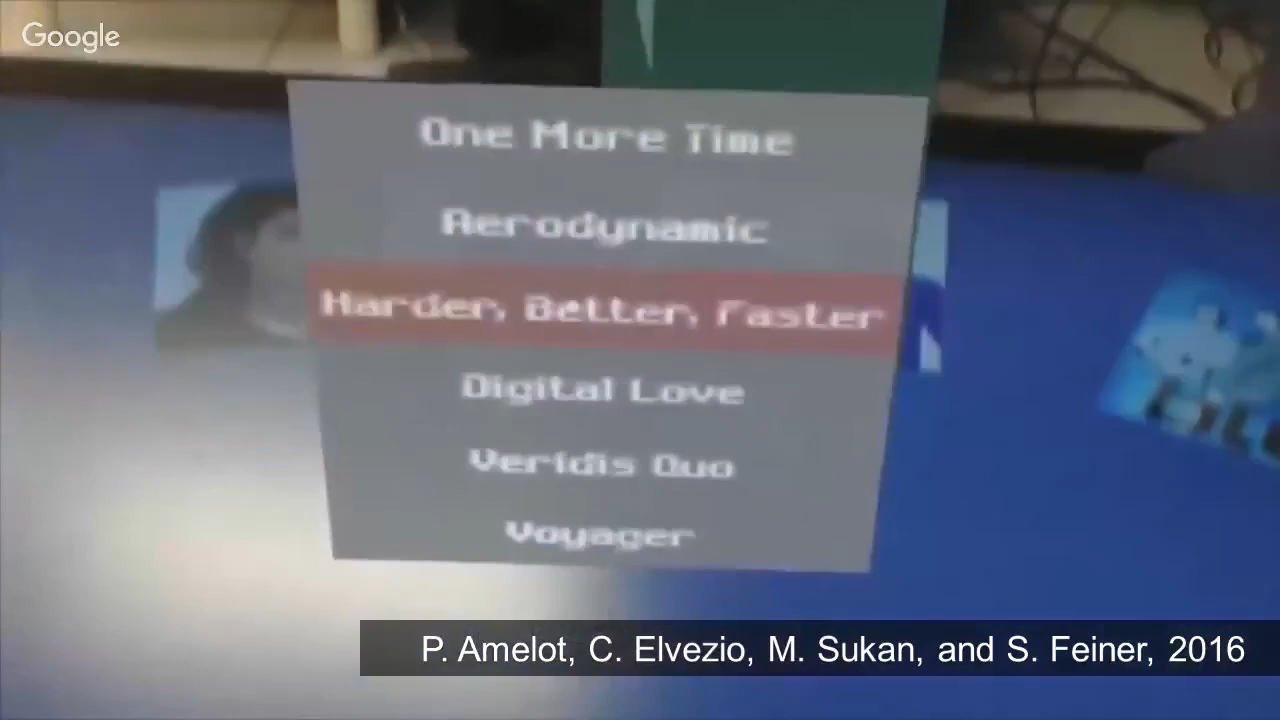 Google
One More Time
Aerodynamic
Harder, Better, Faster
Digital Love
Veridis Quo
Voyager
P. Amelot, C. Elvezio, M. Sukan, and S. Feiner, 2016